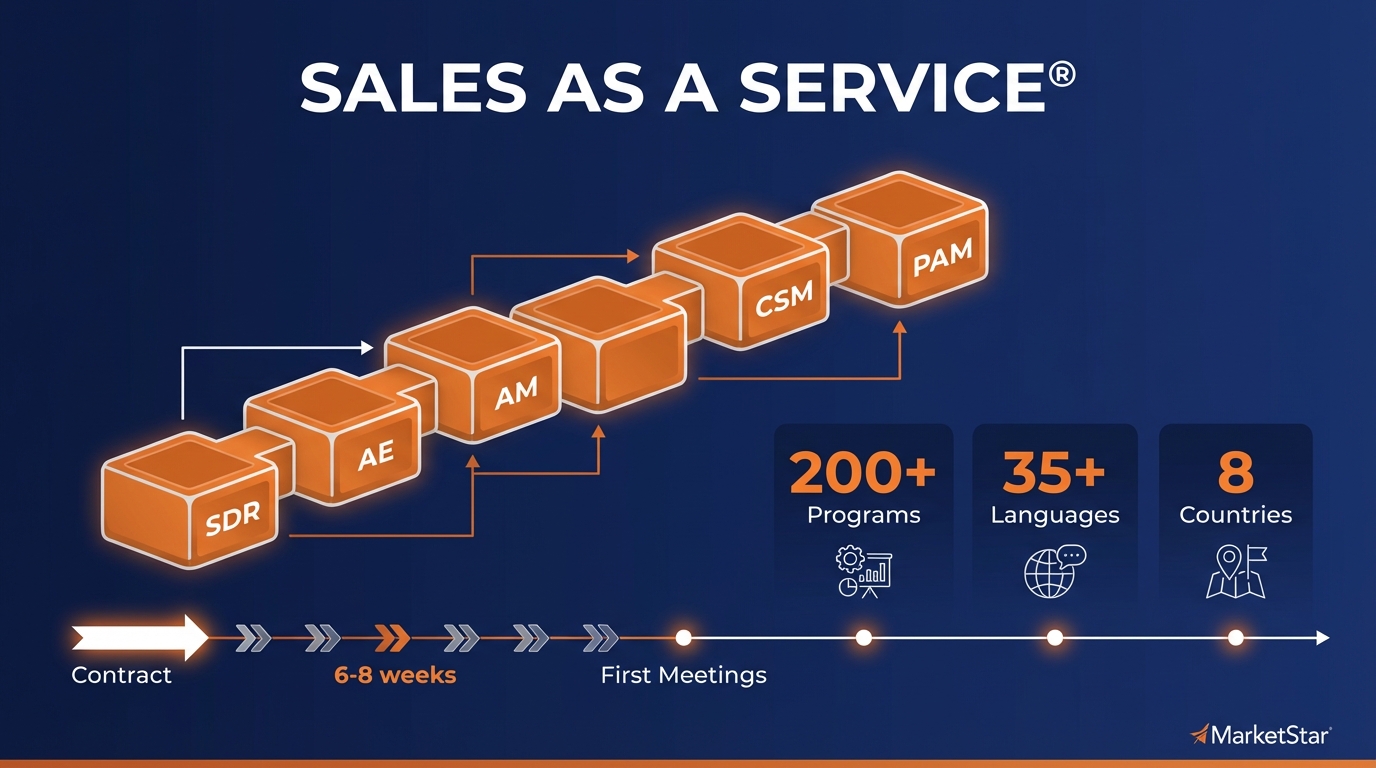 SALES AS A SERVICE®
SDR
AE
AM
CSM
PAM
200+
Programs
35+
Languages
8
Countries
Contract
6-8 weeks
First Meetings
MarketStar